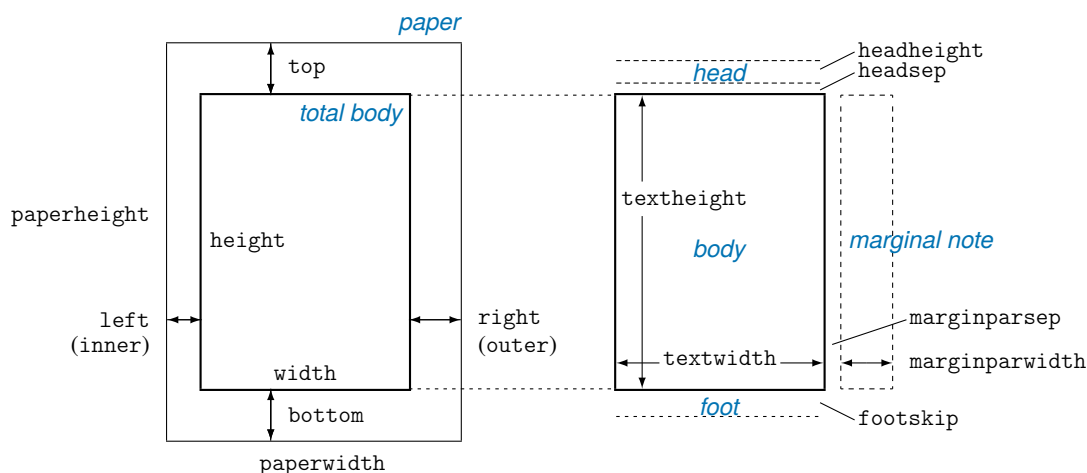 paper
top
total body
paperheight
height
left
(inner)
right
(outer)
width
bottom
paperwidth
headheight
head
headsep
textheight
body
marginal note
marginparsep
textwidth
marginparwidth
foot
footskip